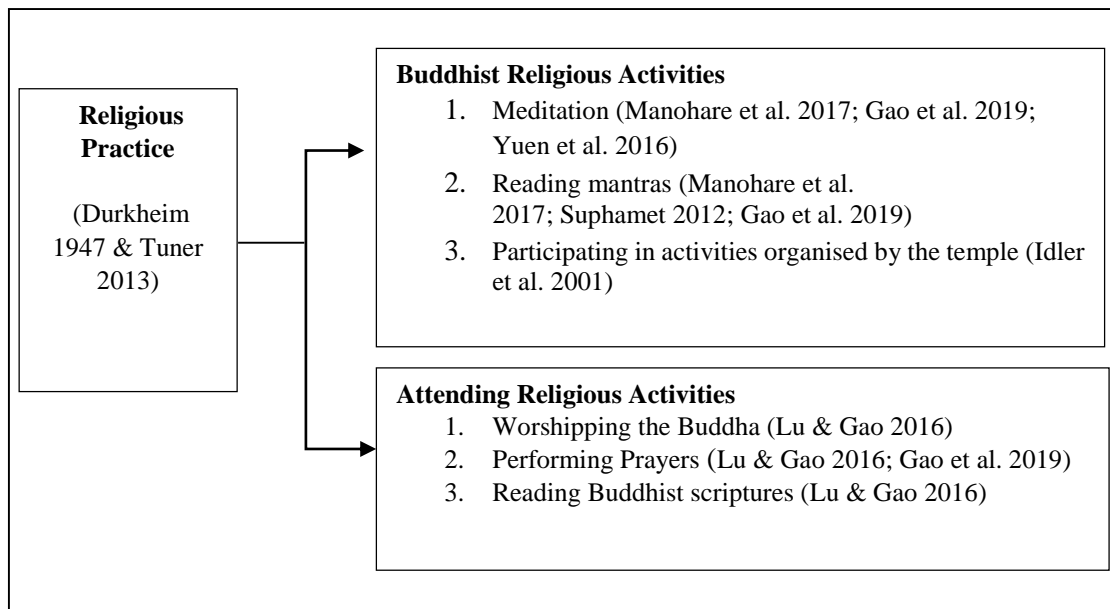 Religious
Practice
(Durkheim
1947 & Tuner
2013)
Buddhist Religious Activities
1. Meditation (Manohare et al. 2017; Gao et al. 2019;
Yuen et al. 2016)
2. Reading mantras (Manohare et al.
2017; Suphamet 2012; Gao et al. 2019)
3. Participating in activities organised by the temple (Idler
et al. 2001)
Attending Religious Activities
1. Worshipping the Buddha (Lu & Gao 2016)
2. Performing Prayers (Lu & Gao 2016; Gao et al. 2019)
3. Reading Buddhist scriptures (Lu & Gao 2016)